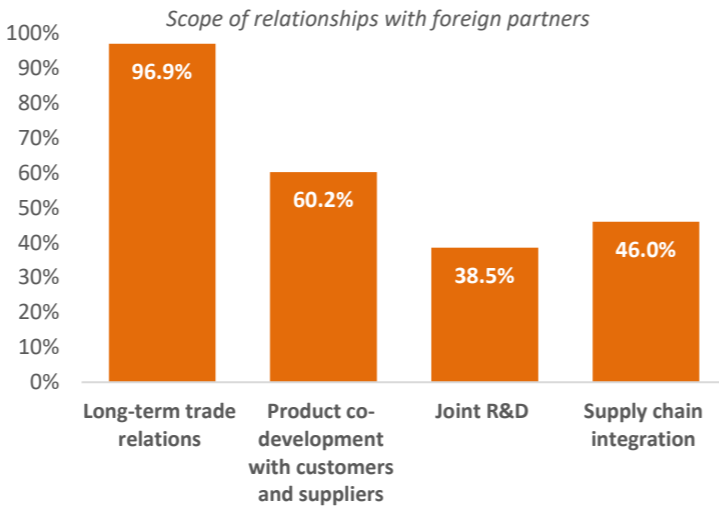 Scope of relationships with foreign partners
100%
90%
80%
70%
60%
50%
40%
30%
20%
10%
0%
96.9%
60.2%
38.5%
46.0%
Long-term trade
relations
Product co-
development
with customers
and suppliers
Joint R&D
Supply chain
integration